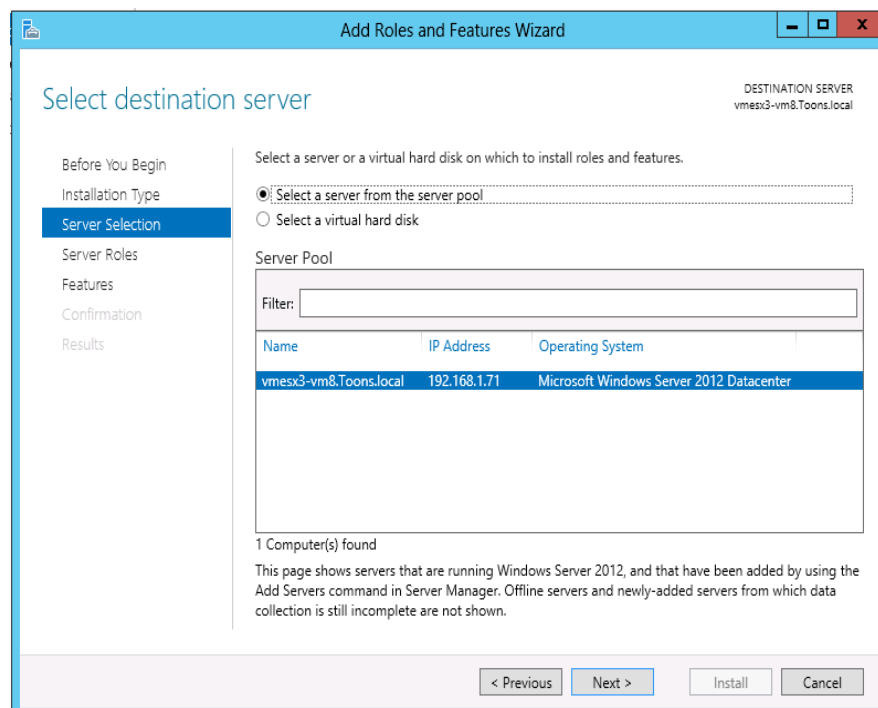 Add Roles and Features Wizard
Select destination server
DESTINATION SERVER
vmesx3-vm8.Toons.local
Before You Begin
Installation Type
Server Selection
Server Roles
Features
Confirmation
Results
Select a server or a virtual hard disk on which to install roles and features.
Select a server from the server pool
Select a virtual hard disk
Server Pool
Filter:
Name IP Address Operating System
vmesx3-vm8.Toons.local 192.168.1.71 Microsoft Windows Server 2012 Datacenter
1 Computer(s) found
This page shows servers that are running Windows Server 2012, and that have been added by using the
Add Servers command in Server Manager. Offline servers and newly-added servers from which data
collection is still incomplete are not shown.
< Previous Next > Install Cancel